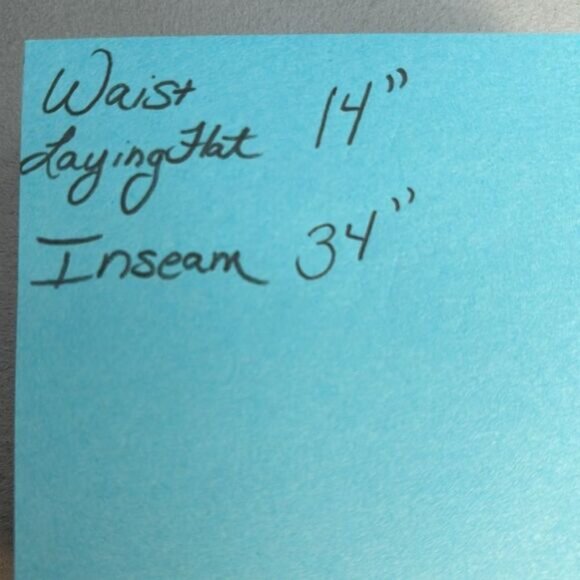 Waist
Laying Flat 14"
Inseam 34"